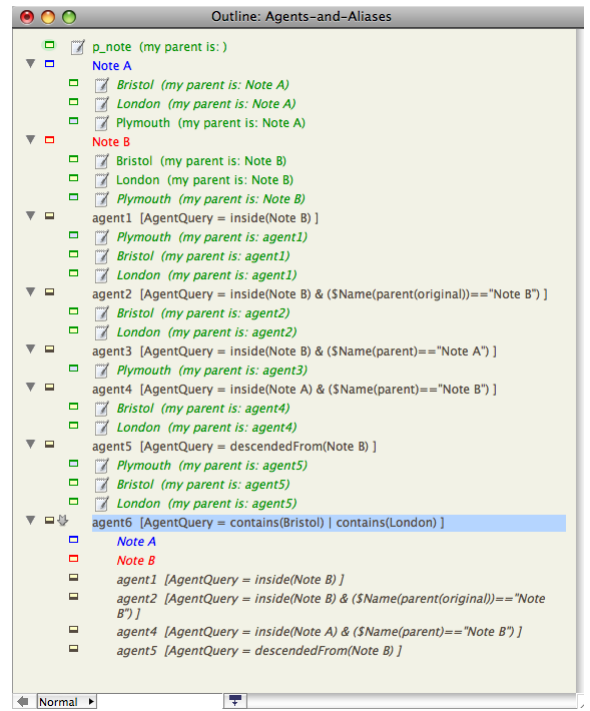 Outline: Agents-and-Aliases
p_note (my parent is: )
Note A
Bristol (my parent is: Note A)
London (my parent is: Note A)
Plymouth (my parent is: Note A)
Note B
Bristol (my parent is: Note B)
London (my parent is: Note B)
Plymouth (my parent is: Note B)
agent1 [AgentQuery = inside(Note B) ]
Plymouth (my parent is: agent1)
Bristol (my parent is: agent1)
London (my parent is: agent1)
agent2 [AgentQuery = inside(Note B) & ($Name(parent(original))=="Note B") ]
Bristol (my parent is: agent2)
London (my parent is: agent2)
agent3 [AgentQuery = inside(Note B) & ($Name(parent)=="Note A") ]
Plymouth (my parent is: agent3)
agent4 [AgentQuery = inside(Note A) & ($Name(parent)=="Note B") ]
Bristol (my parent is: agent4)
London (my parent is: agent4)
agent5 [AgentQuery = descendedFrom(Note B) ]
Plymouth (my parent is: agent5)
Bristol (my parent is: agent5)
London (my parent is: agent5)
agent6 [AgentQuery = contains(Bristol) | contains(London) ]
Note A
Note B
agent1 [AgentQuery = inside(Note B) ]
agent2 [AgentQuery = inside(Note B) & ($Name(parent(original))=="Note
B") ]
agent4 [AgentQuery = inside(Note A) & ($Name(parent)=="Note B") ]
agent5 [AgentQuery = descendedFrom(Note B) ]
Normal